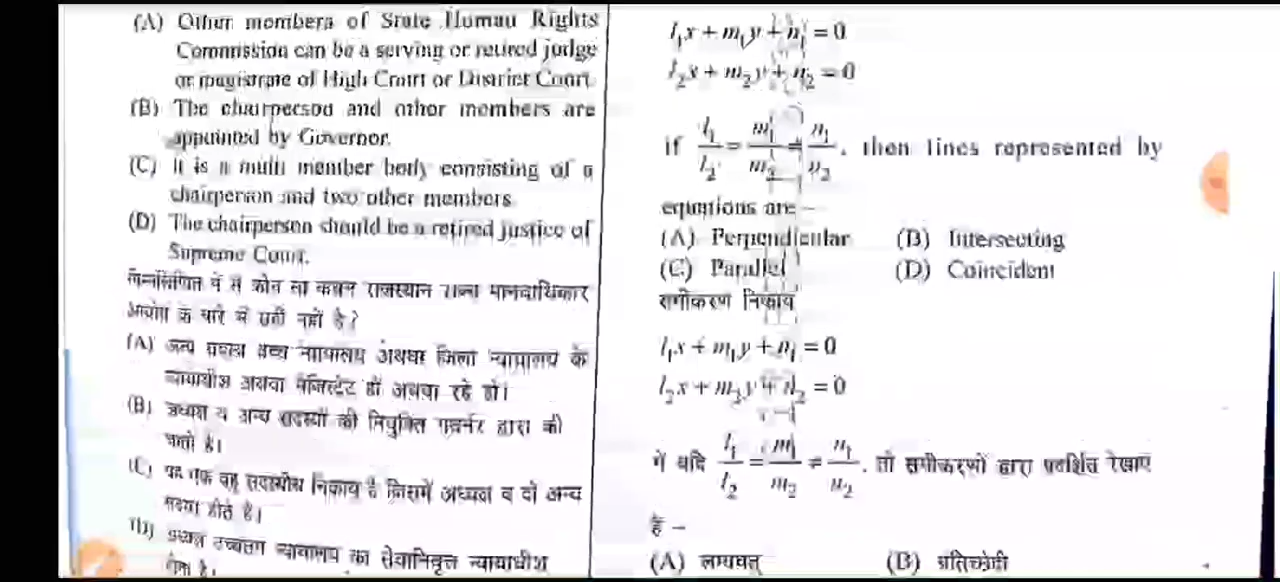 (A) Other members of State Human Rights
Commission can be a serving or retired judge
or magistrate of High Court or District Court
(B) The chairperson and other members are
appointed by Governor.
(C) It is a multi member body consisting of a
chairperson and two other members
(D) The chairperson should be a retired justice of
Supreme Court.
निम्नलिखित में से कौन सा कथन राजस्थान राज्य मानवाधिकार
आयोग के बारे में सही नहीं है?
(A) अन्य सदस्य उच्च न्यायालय अथवा जिला न्यायालय के
न्यायाधीश अथवा मजिस्ट्रेट हों अथवा रहे हों।
(B) अध्यक्ष व अन्य सदस्यों की नियुक्ति गवर्नर द्वारा की
जाती है।
(C) यह एक बहु सदस्यीय निकाय है जिसमें अध्यक्ष व दो अन्य
सदस्य होते हैं।
(D) अध्यक्ष उच्चतम न्यायालय का सेवानिवृत्त न्यायाधीश
होता है।
l₁x + m₁y + n₁ = 0
l₂x + m₂y + n₂ = 0
if l₁/l₂ = m₁/m₂ ≠ n₁/n₂, then lines represented by
equations are –
(A) Perpendicular (B) Intersecting
(C) Parallel (D) Coincident
समीकरण निकाय
l₁x + m₁y + n₁ = 0
l₂x + m₂y + n₂ = 0
में यदि l₁/l₂ = m₁/m₂ ≠ n₁/n₂, तो समीकरणों द्वारा प्रदर्शित रेखाएं
हैं –
(A) लम्बवत् (B) प्रतिच्छेदी